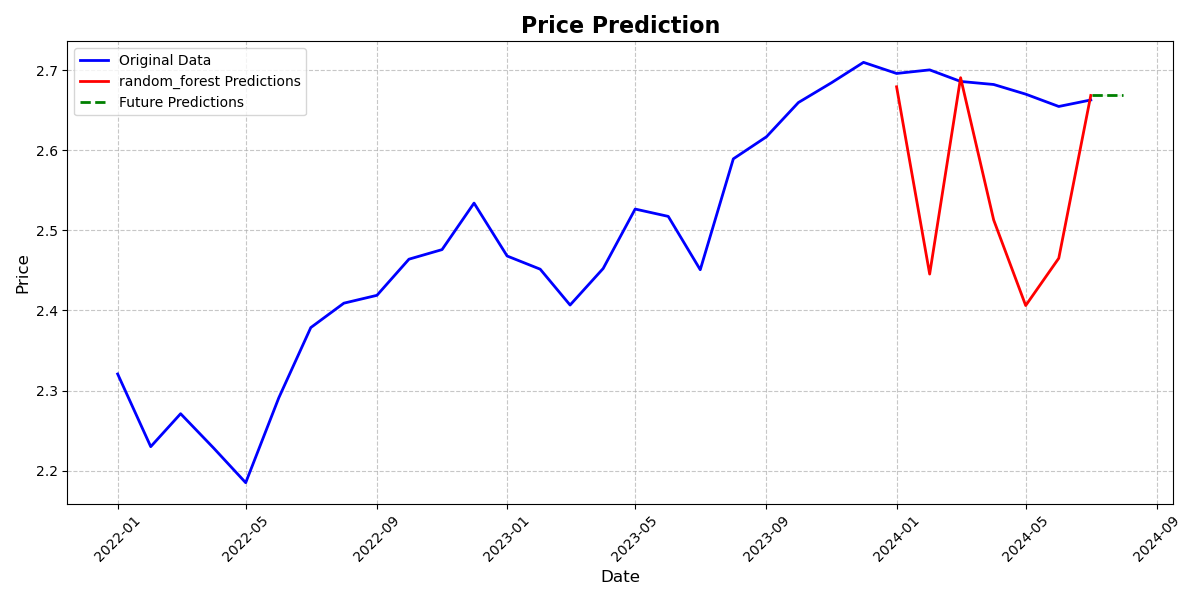 Price Prediction
Original Data
random_forest Predictions
Future Predictions
2.7
2.6
2.5
2.4
2.3
2.2
Price
2022-01
2022-05
2022-09
2023-01
2023-05
2023-09
2024-01
2024-05
2024-09
Date